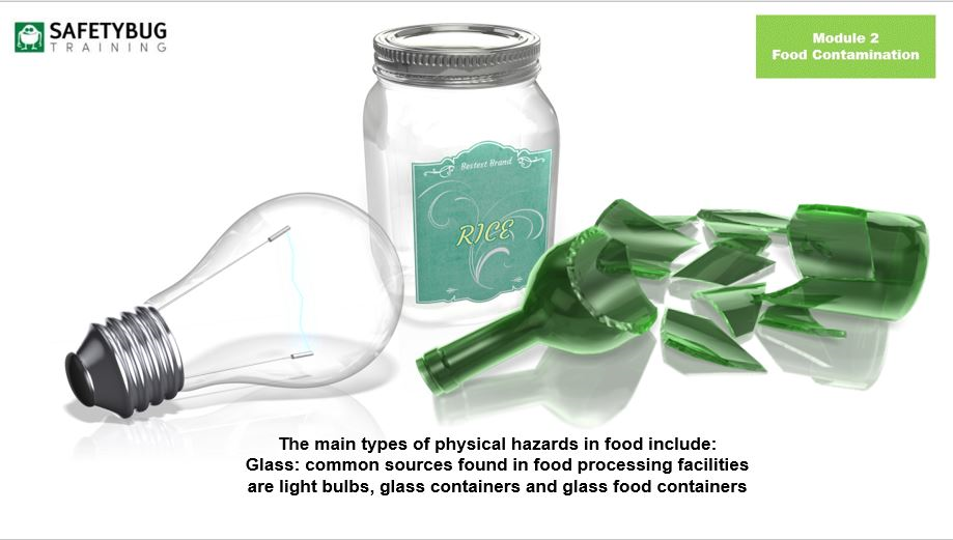 SAFETYBUG
TRAINING
Module 2
Food Contamination
Bestest Brand
RICE
The main types of physical hazards in food include:
Glass: common sources found in food processing facilities
are light bulbs, glass containers and glass food containers